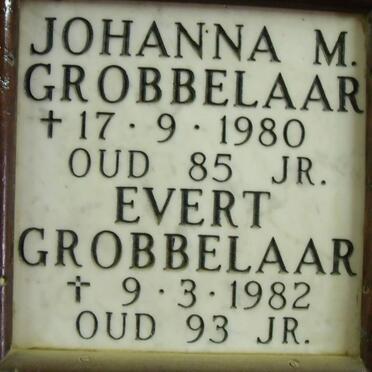 JOHANNA M.
GROBBELAAR
✝ 17 · 9 · 1980
OUD 85 JR.
EVERT
GROBBELAAR
✝ 9 · 3 · 1982
OUD 93 JR.